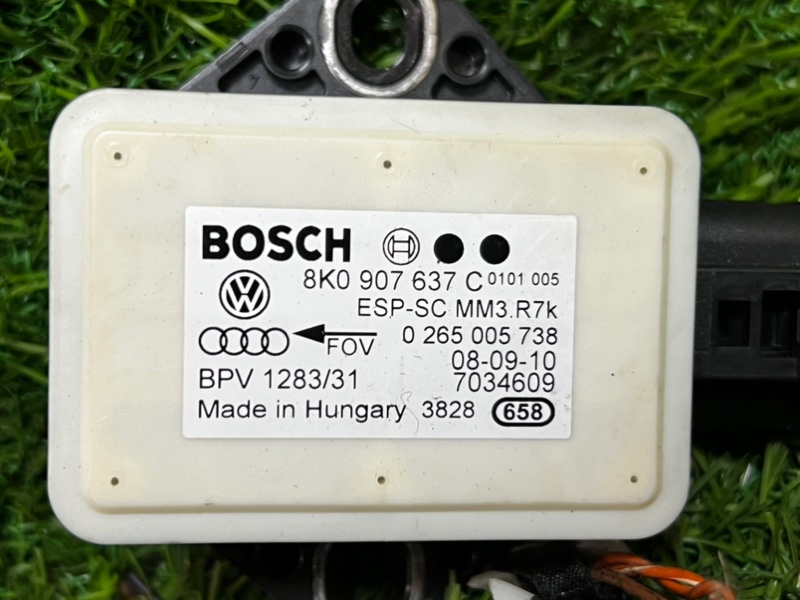 BOSCH
8K0 907 637 C 0101 005
ESP-SC MM3.R7k
FOV 0 265 005 738
08-09-10
BPV 1283/31 7034609
Made in Hungary 3828 658